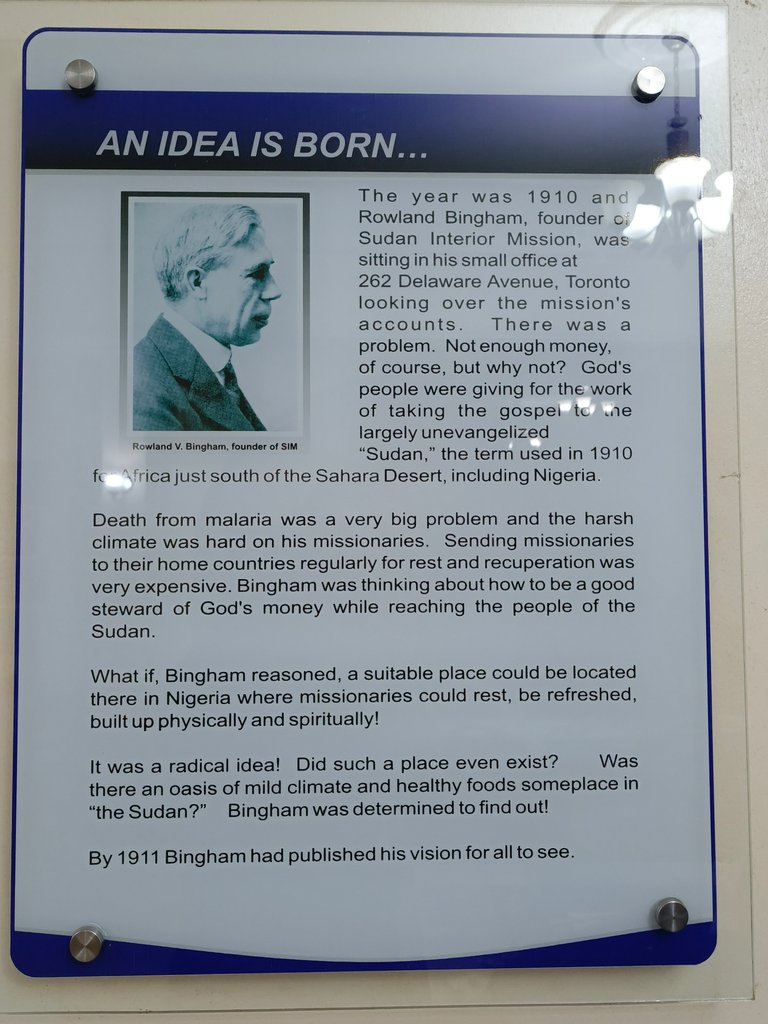 AN IDEA IS BORN...
The year was 1910 and
Rowland Bingham, founder of
Sudan Interior Mission, was
sitting in his small office at
262 Delaware Avenue, Toronto
looking over the mission's
accounts. There was a
problem. Not enough money,
of course, but why not? God's
people were giving for the work
of taking the gospel to the
largely unevangelized
“Sudan,” the term used in 1910
for Africa just south of the Sahara Desert, including Nigeria.
Rowland V. Bingham, founder of SIM
Death from malaria was a very big problem and the harsh
climate was hard on his missionaries. Sending missionaries
to their home countries regularly for rest and recuperation was
very expensive. Bingham was thinking about how to be a good
steward of God's money while reaching the people of the
Sudan.
What if, Bingham reasoned, a suitable place could be located
there in Nigeria where missionaries could rest, be refreshed,
built up physically and spiritually!
It was a radical idea! Did such a place even exist? Was
there an oasis of mild climate and healthy foods someplace in
“the Sudan?” Bingham was determined to find out!
By 1911 Bingham had published his vision for all to see.